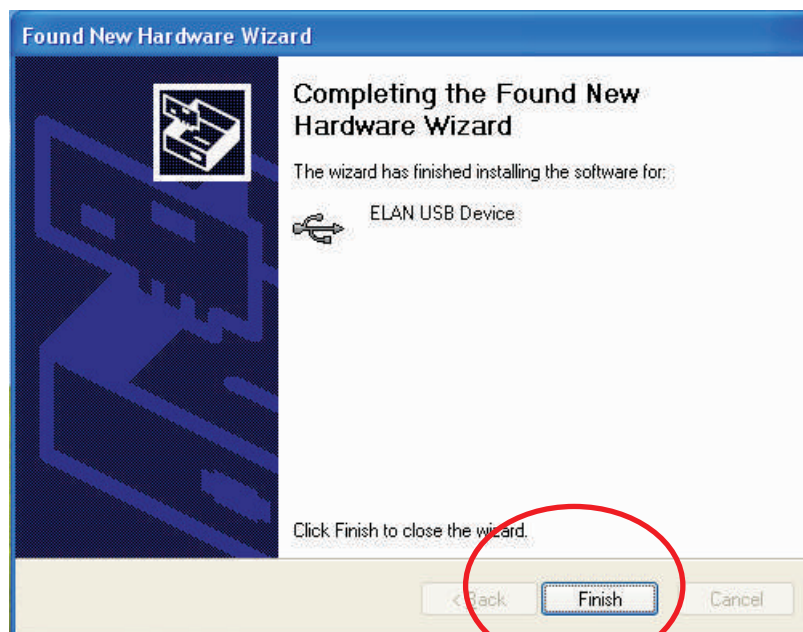 Found New Hardware Wizard
Completing the Found New
Hardware Wizard
The wizard has finished installing the software for:
ELAN USB Device
Click Finish to close the wizard.
< Back
Finish
Cancel